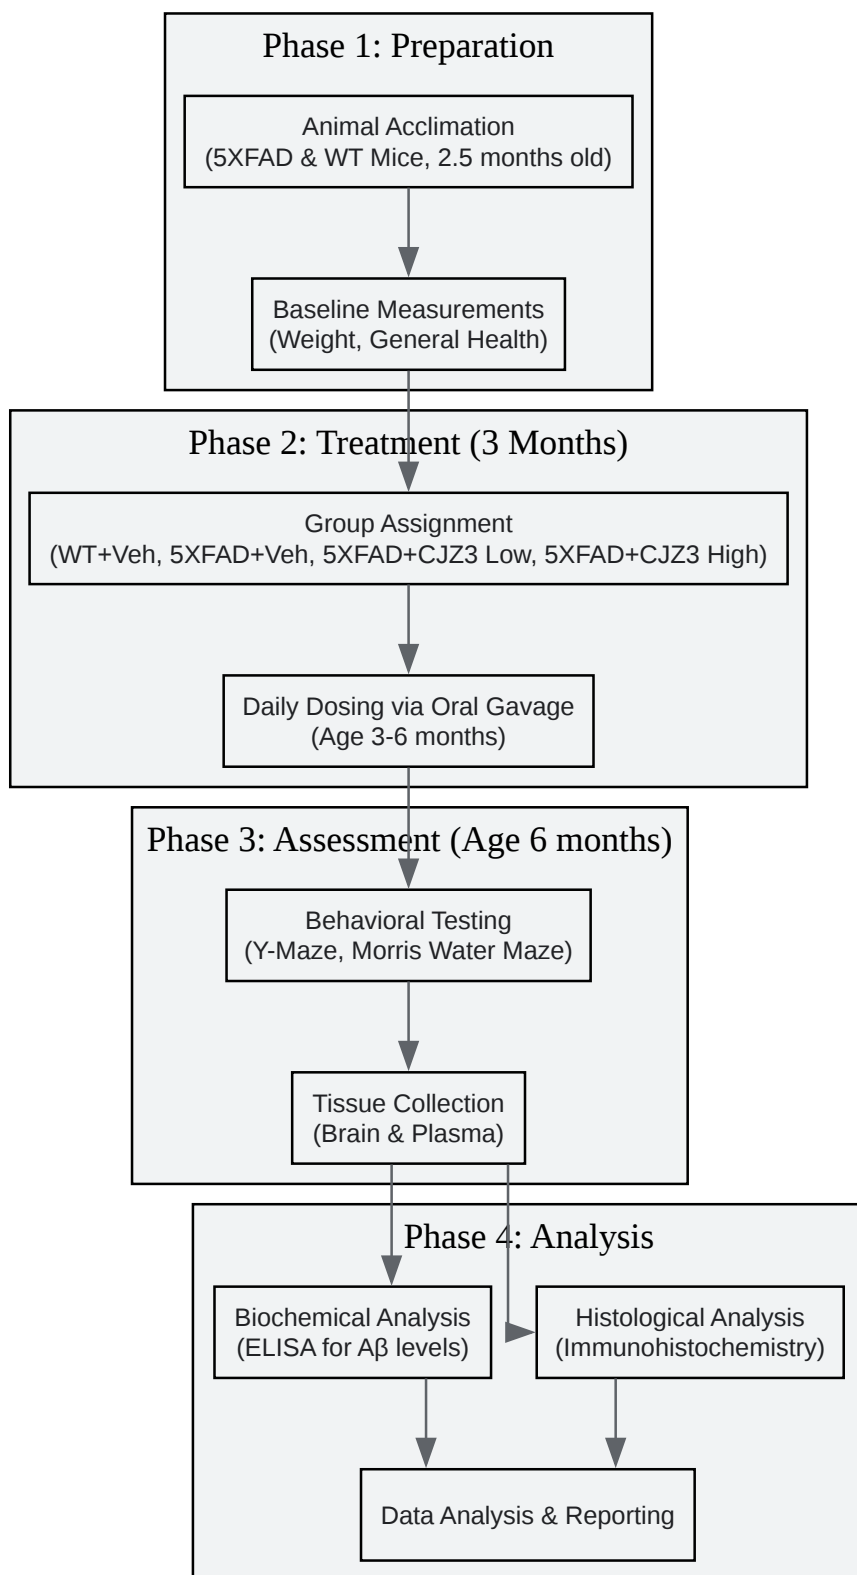 Phase 1: Preparation
Animal Acclimation
(5XFAD & WT Mice, 2.5 months old)
Baseline Measurements
(Weight, General Health)
Phase 2: Treatment (3 Months)
Group Assignment
(WT+Veh, 5XFAD+Veh, 5XFAD+CJZ3 Low, 5XFAD+CJZ3 High)
Daily Dosing via Oral Gavage
(Age 3-6 months)
Phase 3: Assessment (Age 6 months)
Behavioral Testing
(Y-Maze, Morris Water Maze)
Tissue Collection
(Brain & Plasma)
Phase 4: Analysis
Biochemical Analysis
(ELISA for Aβ levels)
Histological Analysis
(Immunohistochemistry)
Data Analysis & Reporting